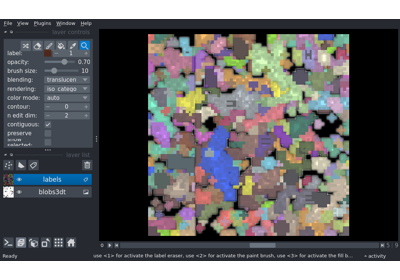 File View Plugins Window Help
layer controls
label: 1
opacity: 0.70
brush size: 10
blending: translucen
rendering: iso_catego
color mode: auto
contour: 0
n edit dim: 2
contiguous:
preserve
selected:
layer list
labels
blobs3dt
Ready
use <1> for activate the label eraser, use <2> for activate the paint brush, use <3> for activate the fill b...
activity